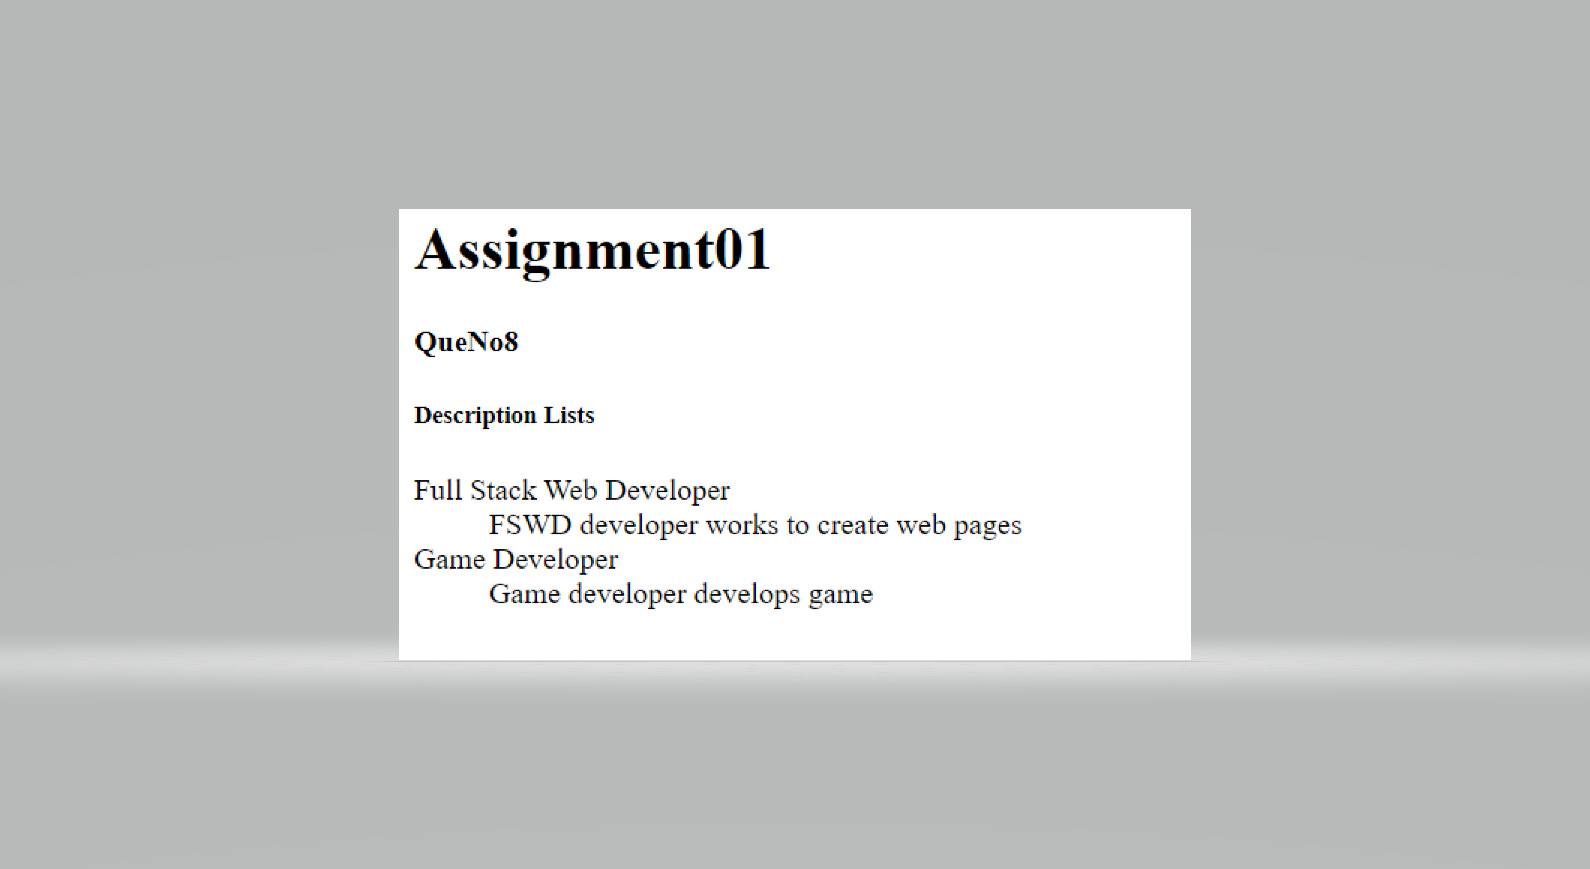 Assignment01
QueNo8
Description Lists
Full Stack Web Developer
FSWD developer works to create web pages
Game Developer
Game developer develops game